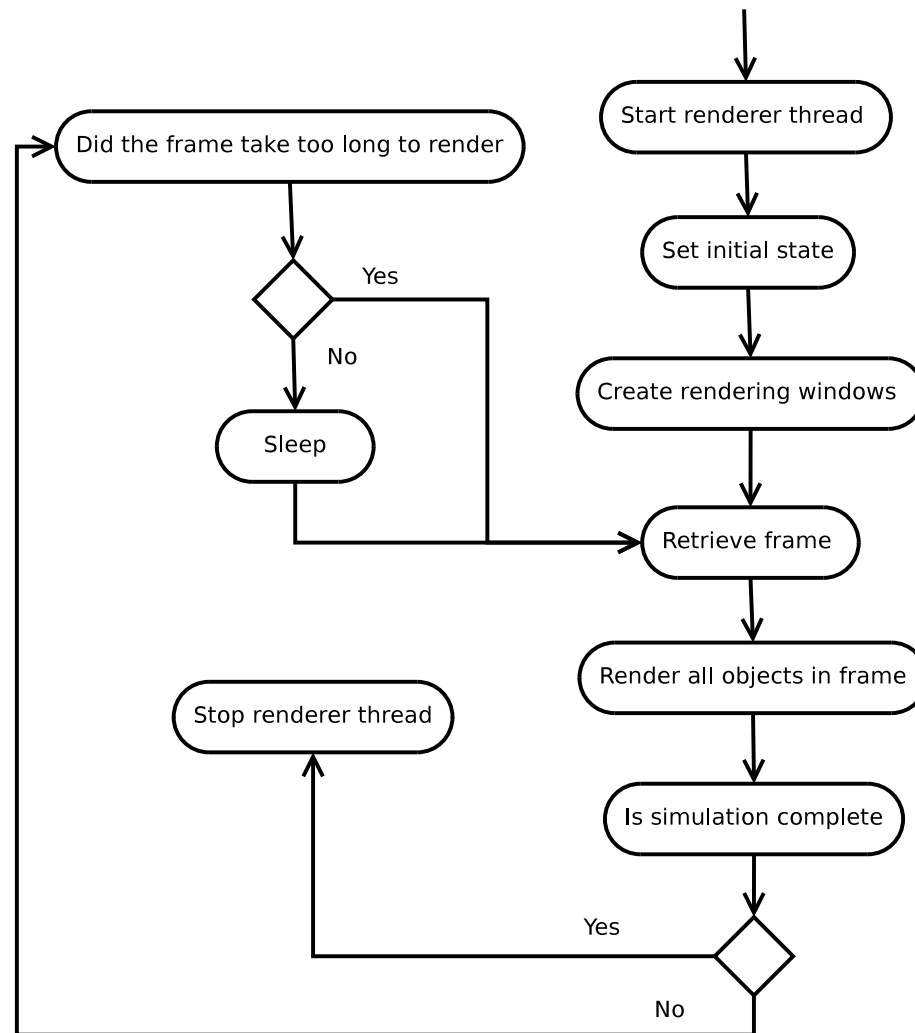 Start renderer thread
Did the frame take too long to render
Set initial state
Yes
No
Create rendering windows
Sleep
Retrieve frame
Render all objects in frame
Stop renderer thread
Is simulation complete
Yes
No